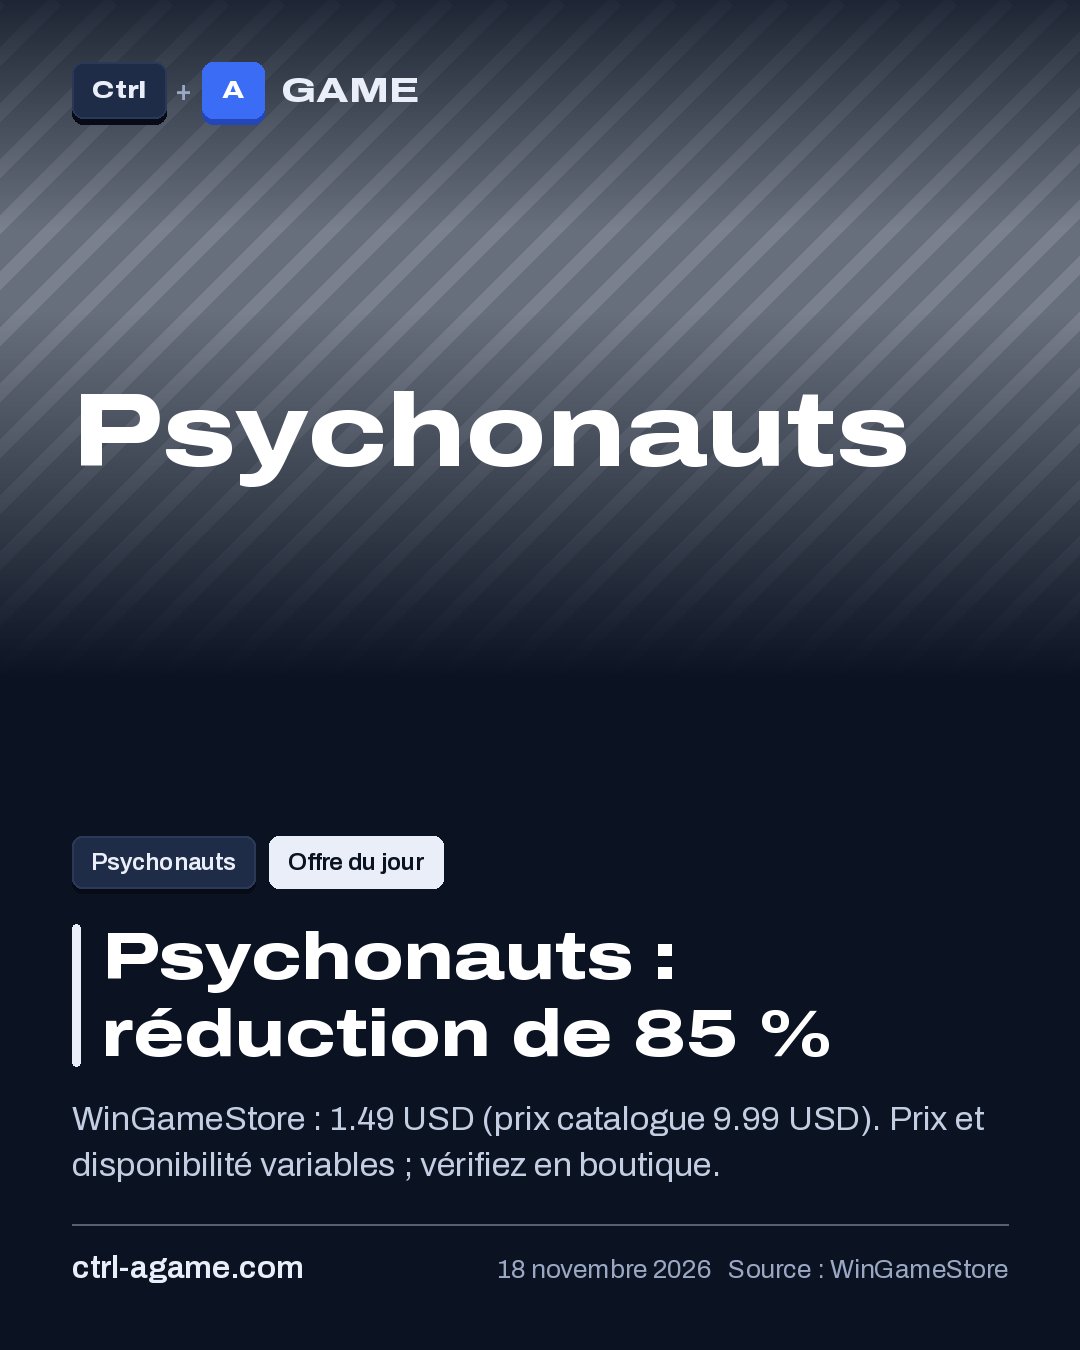 Ctrl + A GAME
Psychonauts
Psychonauts Offre du jour
Psychonauts :
réduction de 85 %
WinGameStore : 1.49 USD (prix catalogue 9.99 USD). Prix et
disponibilité variables ; vérifiez en boutique.
ctrl-agame.com 18 novembre 2026 Source : WinGameStore